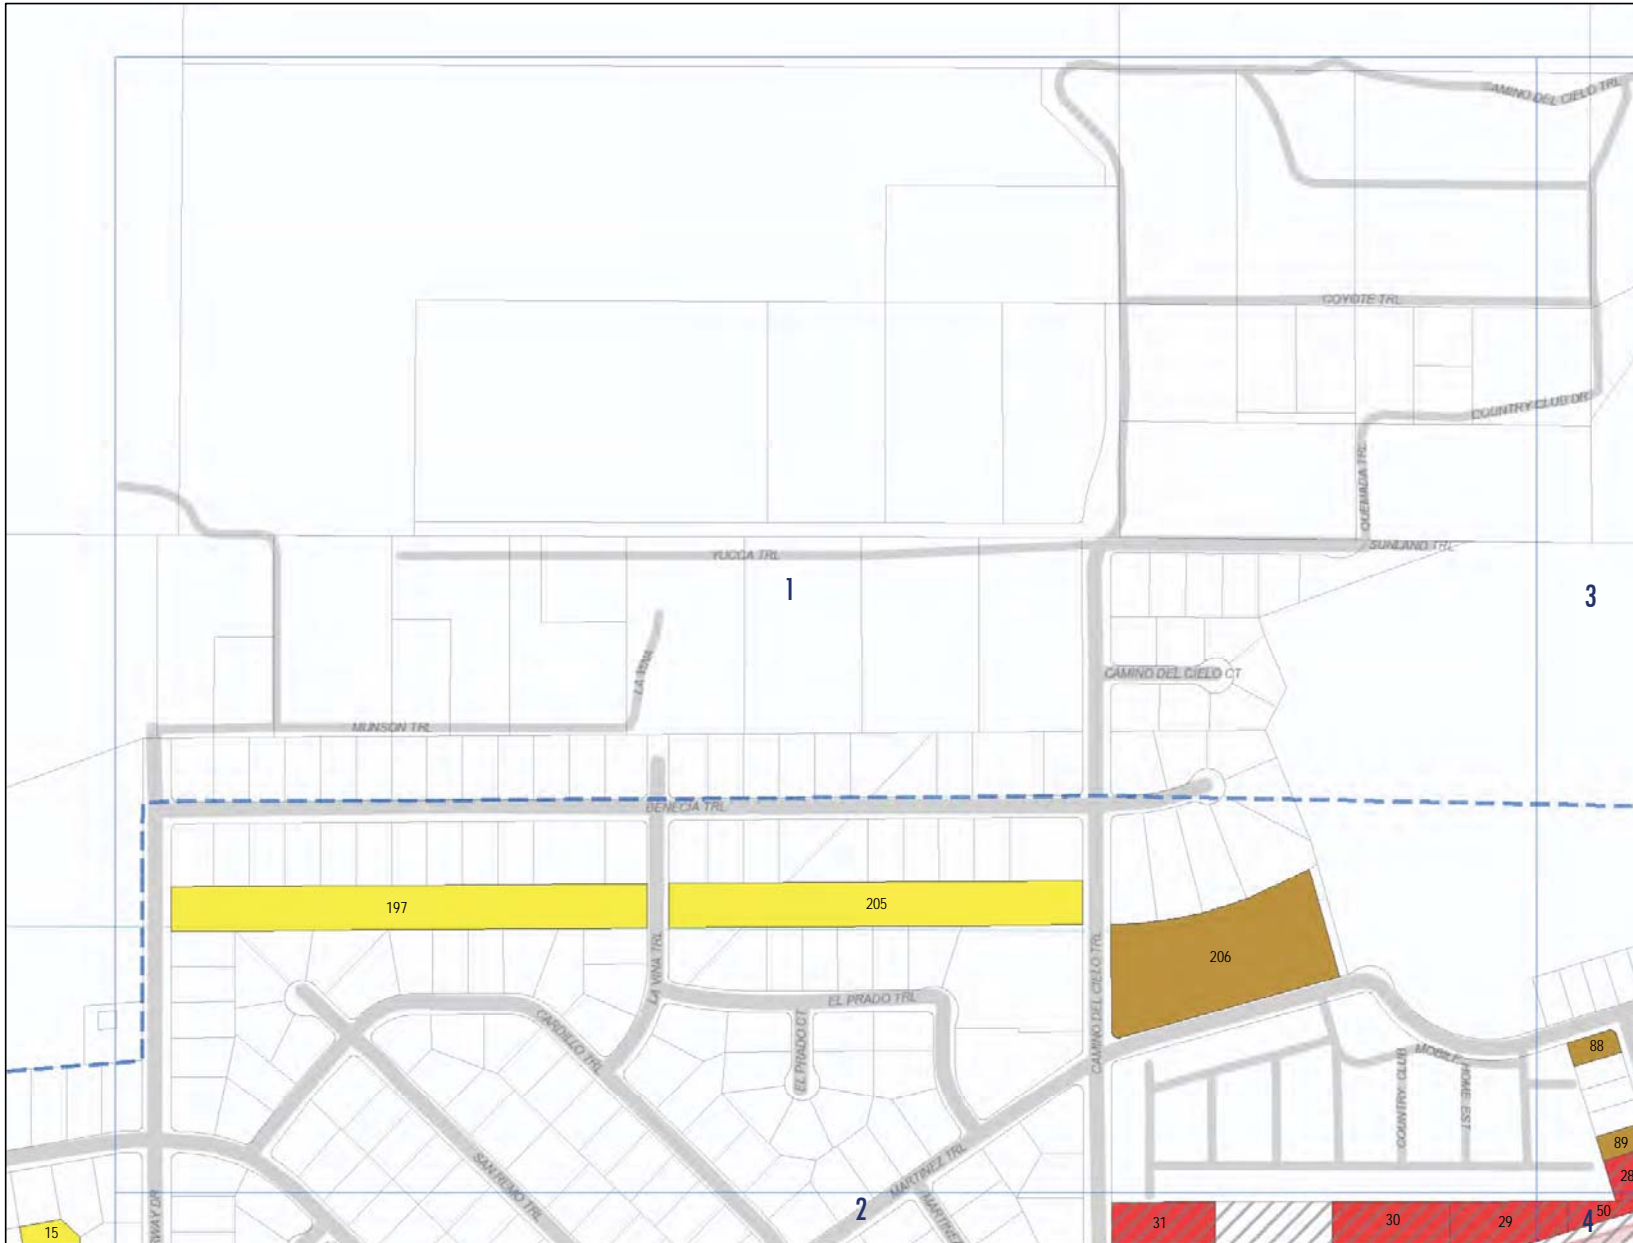 CAMINO DEL CIELO TRL
COYOTE TRL
COUNTRY CLUB DR
QUEMADA TRL
SUNLAND TRL
YUCCA TRL
1
3
LA VINA
CAMINO DEL CIELO CT
MUNSON TRL
BENECIA TRL
197
205
206
LA VINA TRL
CAMINO DEL CIELO TRL
EL PRADO TRL
CARDILLO TRL
EL PRADO CT
COUNTRY CLUB
MOBILE HOME EST
88
89
28
MARTINEZ TRL
SAN REMO TRL
2
31
30
29
50
4
15